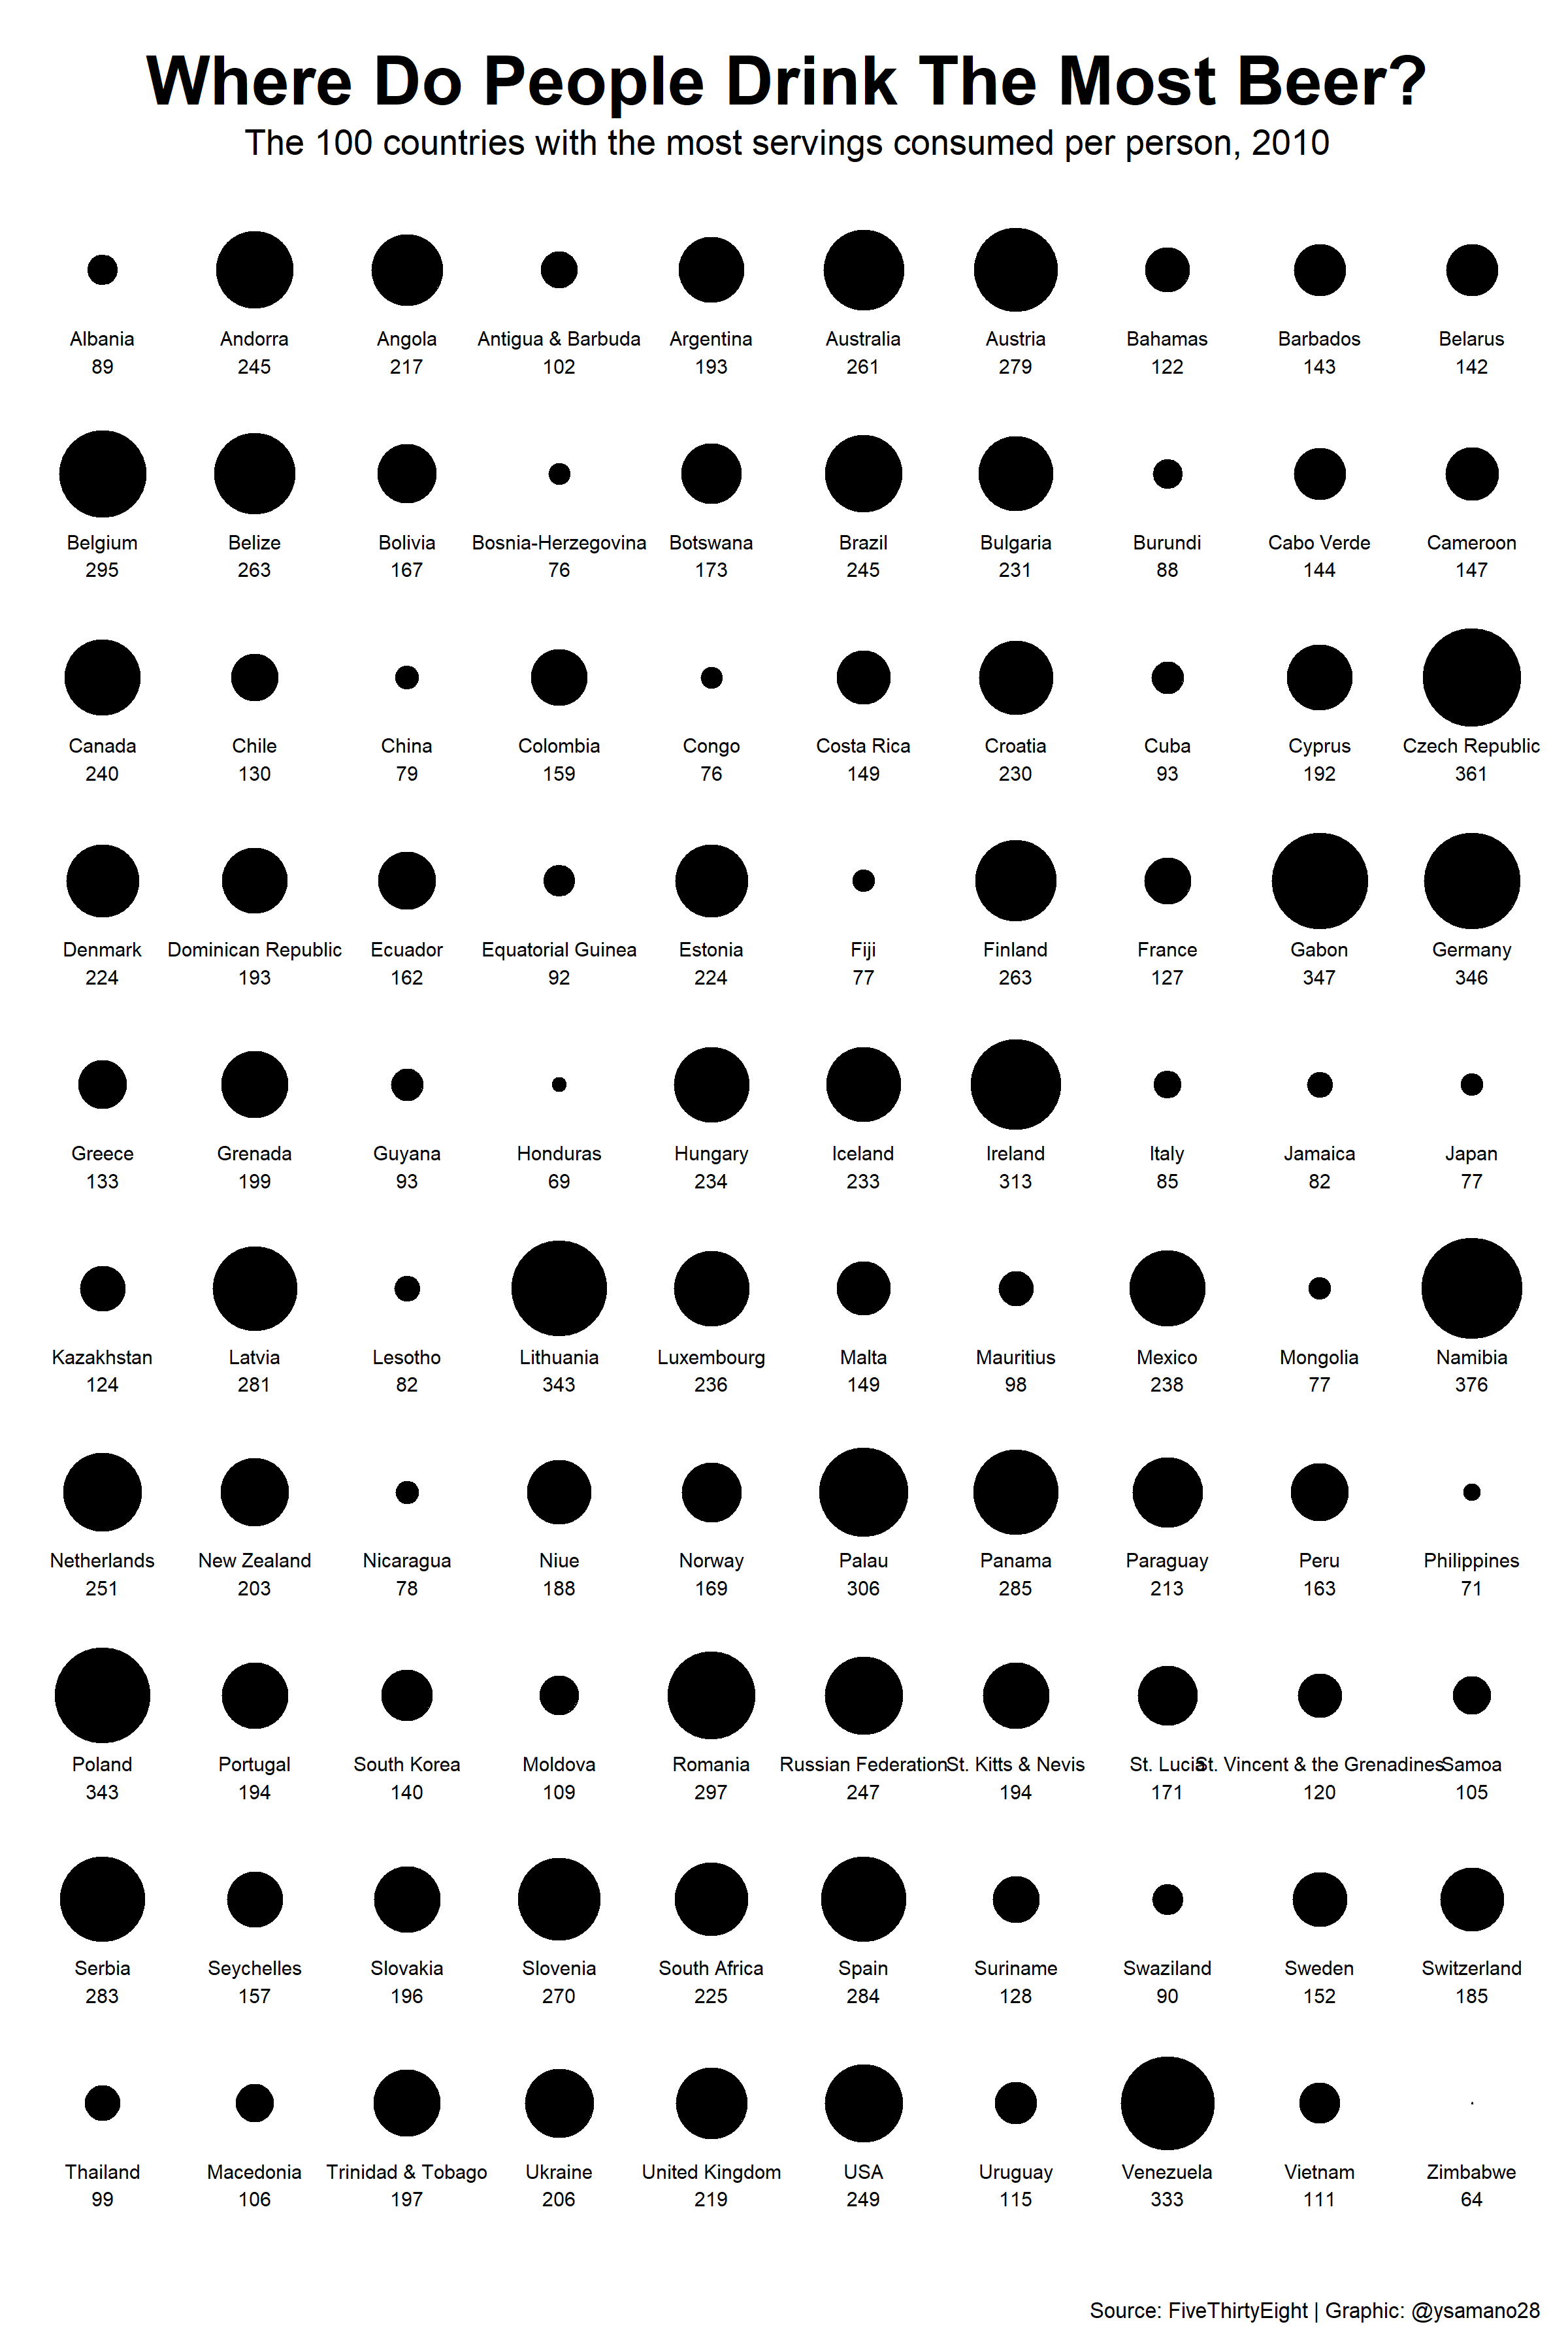 Where Do People Drink The Most Beer?
The 100 countries with the most servings consumed per person, 2010
Albania Andorra Angola Antigua & Barbuda Argentina Australia Austria Bahamas Barbados Belarus
89 245 217 102 193 261 279 122 143 142
Belgium Belize Bolivia Bosnia-Herzegovina Botswana Brazil Bulgaria Burundi Cabo Verde Cameroon
295 263 167 76 173 245 231 88 144 147
Canada Chile China Colombia Congo Costa Rica Croatia Cuba Cyprus Czech Republic
240 130 79 159 76 149 230 93 192 361
Denmark Dominican Republic Ecuador Equatorial Guinea Estonia Fiji Finland France Gabon Germany
224 193 162 92 224 77 263 127 347 346
Greece Grenada Guyana Honduras Hungary Iceland Ireland Italy Jamaica Japan
133 199 93 69 234 233 313 85 82 77
Kazakhstan Latvia Lesotho Lithuania Luxembourg Malta Mauritius Mexico Mongolia Namibia
124 281 82 343 236 149 98 238 77 376
Netherlands New Zealand Nicaragua Niue Norway Palau Panama Paraguay Peru Philippines
251 203 78 188 169 306 285 213 163 71
Poland Portugal South Korea Moldova Romania Russian Federation St. Kitts & Nevis St. Lucia St. Vincent & the Grenadines Samoa
343 194 140 109 297 247 194 171 120 105
Serbia Seychelles Slovakia Slovenia South Africa Spain Suriname Swaziland Sweden Switzerland
283 157 196 270 225 284 128 90 152 185
Thailand Macedonia Trinidad & Tobago Ukraine United Kingdom USA Uruguay Venezuela Vietnam Zimbabwe
99 106 197 206 219 249 115 333 111 64
Source: FiveThirtyEight | Graphic: @ysamano28